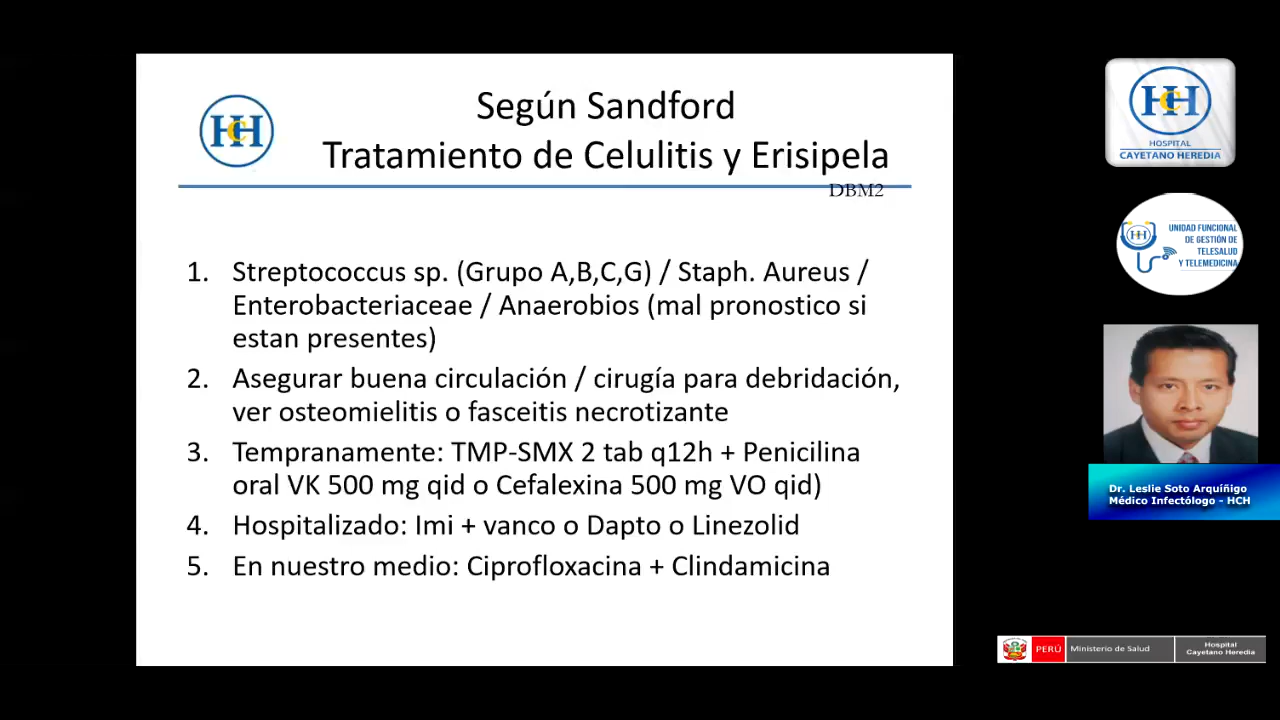 HCH
Según Sandford
Tratamiento de Celulitis y Erisipela
DBM2
1. Streptococcus sp. (Grupo A,B,C,G) / Staph. Aureus /
Enterobacteriaceae / Anaerobios (mal pronostico si
estan presentes)
2. Asegurar buena circulación / cirugía para debridación,
ver osteomielitis o fasceitis necrotizante
3. Tempranamente: TMP-SMX 2 tab q12h + Penicilina
oral VK 500 mg qid o Cefalexina 500 mg VO qid)
4. Hospitalizado: Imi + vanco o Dapto o Linezolid
5. En nuestro medio: Ciprofloxacina + Clindamicina
HCH
HOSPITAL
CAYETANO HEREDIA
HCH
UNIDAD FUNCIONAL
DE GESTIÓN DE
TELESALUD
Y TELEMEDICINA
Dr. Leslie Soto Arquíñigo
Médico Infectólogo - HCH
PERÚ
Ministerio de Salud
Hospital
Cayetano Heredia